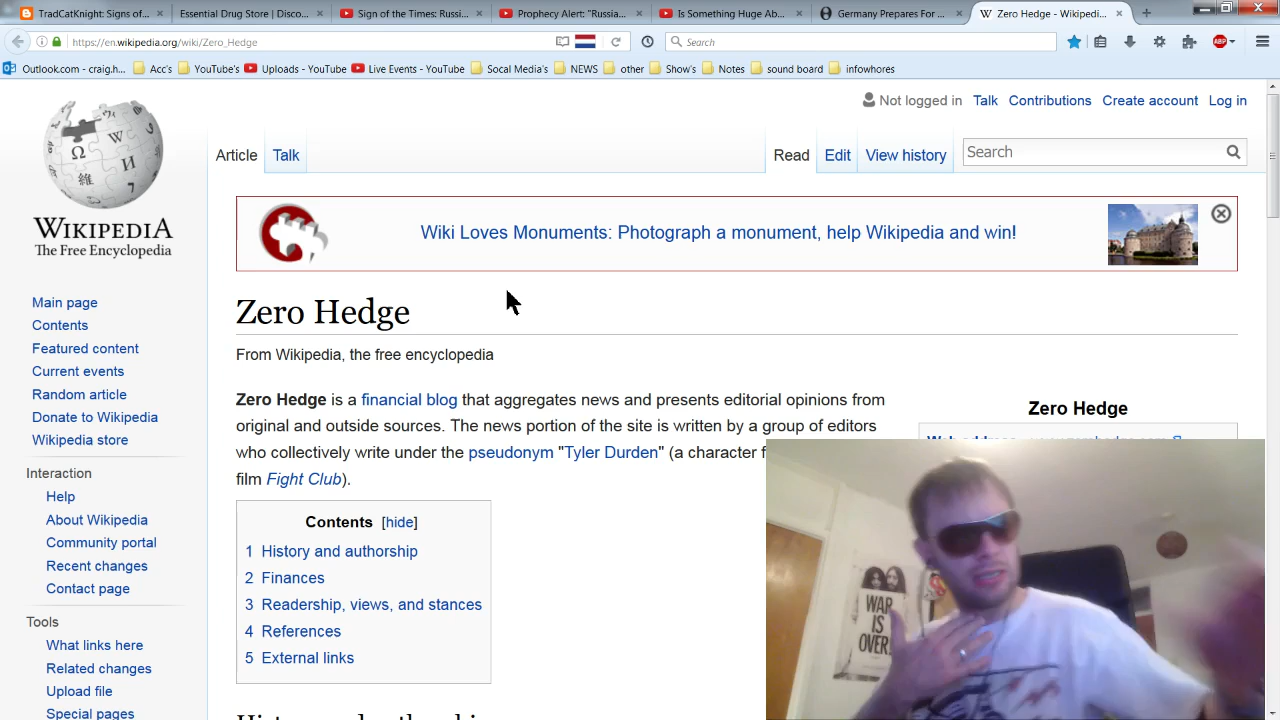 TradCatKnight: Signs of...
Essential Drug Store | Disco...
Sign of the Times: Russi...
Prophecy Alert: "Russia...
Is Something Huge Ab...
Germany Prepares For ...
Zero Hedge - Wikipedi...
https://en.wikipedia.org/wiki/Zero_Hedge
Search
Outlook.com - craig.h...
Acc's
YouTube's
Uploads - YouTube
Live Events - YouTube
Socal Media's
NEWS
other
Show's
Notes
sound board
infowhores
Not logged in
Talk
Contributions
Create account
Log in
Article
Talk
Read
Edit
View history
Search
WIKIPEDIA
The Free Encyclopedia
Wiki Loves Monuments: Photograph a monument, help Wikipedia and win!
Main page
Contents
Featured content
Current events
Random article
Donate to Wikipedia
Wikipedia store
Interaction
Help
About Wikipedia
Community portal
Recent changes
Contact page
Tools
What links here
Related changes
Upload file
Special pages
Zero Hedge
From Wikipedia, the free encyclopedia
Zero Hedge is a financial blog that aggregates news and presents editorial opinions from
original and outside sources. The news portion of the site is written by a group of editors
who collectively write under the pseudonym "Tyler Durden" (a character f
film Fight Club).
Contents [hide]
1 History and authorship
2 Finances
3 Readership, views, and stances
4 References
5 External links
Zero Hedge
WAR
IS
OVER!